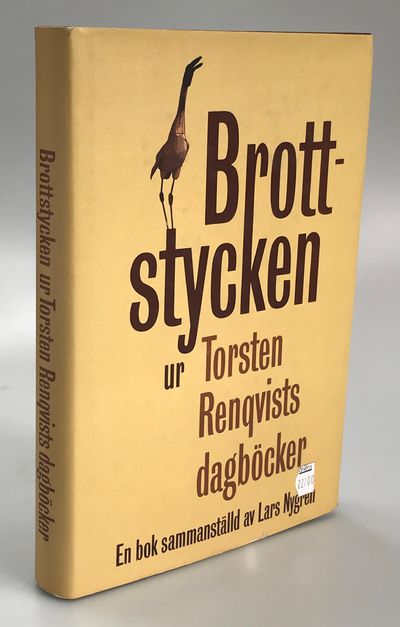 Brott-
stycken
ur Torsten
Renqvists
dagböcker
En bok sammanställd av Lars Nygren
Brottstycken ur Torsten Renqvists dagböcker